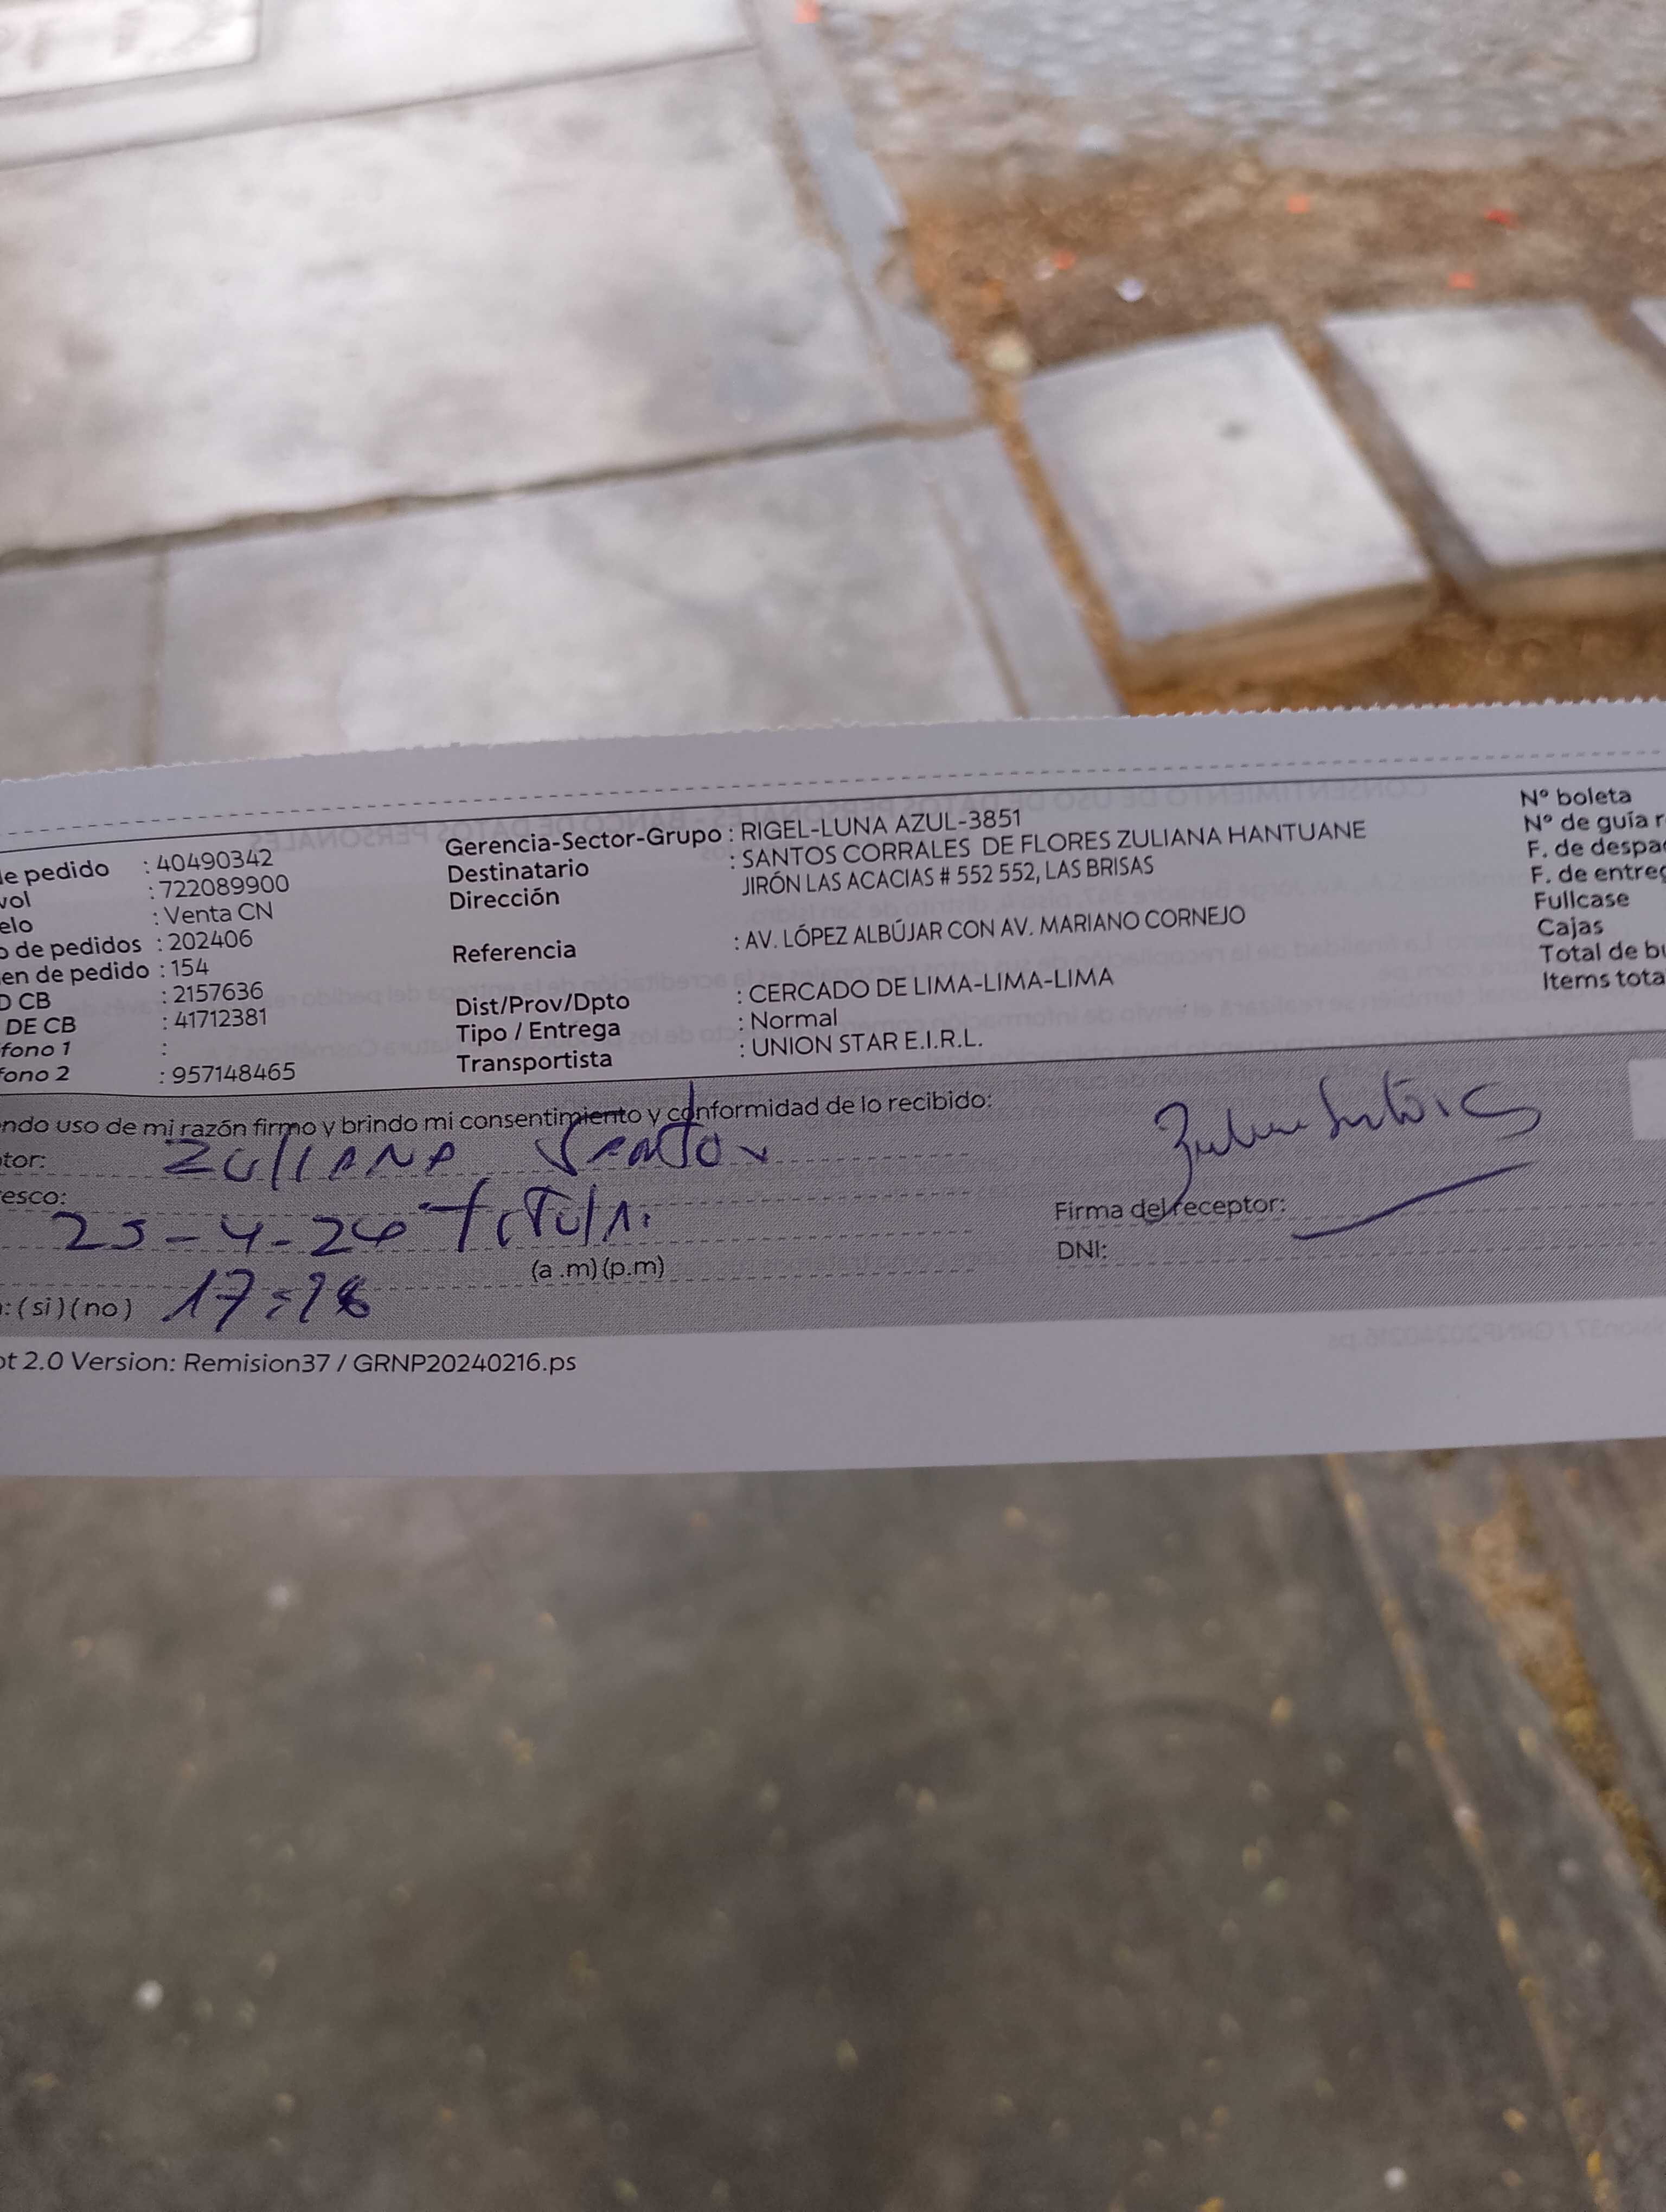 Gerencia-Sector-Grupo : RIGEL-LUNA AZUL-3851
Destinatario : SANTOS CORRALES DE FLORES ZULIANA HANTUANE
Dirección JIRÓN LAS ACACIAS # 552 552, LAS BRISAS
Referencia : AV. LÓPEZ ALBÚJAR CON AV. MARIANO CORNEJO
Dist/Prov/Dpto : CERCADO DE LIMA-LIMA-LIMA
Tipo / Entrega : Normal
Transportista : UNION STAR E.I.R.L.
e pedido : 40490342
vol : 722089900
elo : Venta CN
o de pedidos : 202406
en de pedido : 154
D CB : 2157636
DE CB : 41712381
fono 1 :
fono 2 : 957148465
Nº boleta
Nº de guía r
F. de despa
F. de entreg
Fullcase
Cajas
Total de bu
Items tota
ndo uso de mi razón firmo y brindo mi consentimiento y conformidad de lo recibido:
tor: ZULIANA Santos
esco:
25-4-24 Titular
(a .m) (p.m)
: (si) (no) 17:18
Firma del receptor:
DNI:
ot 2.0 Version: Remision37 / GRNP20240216.ps